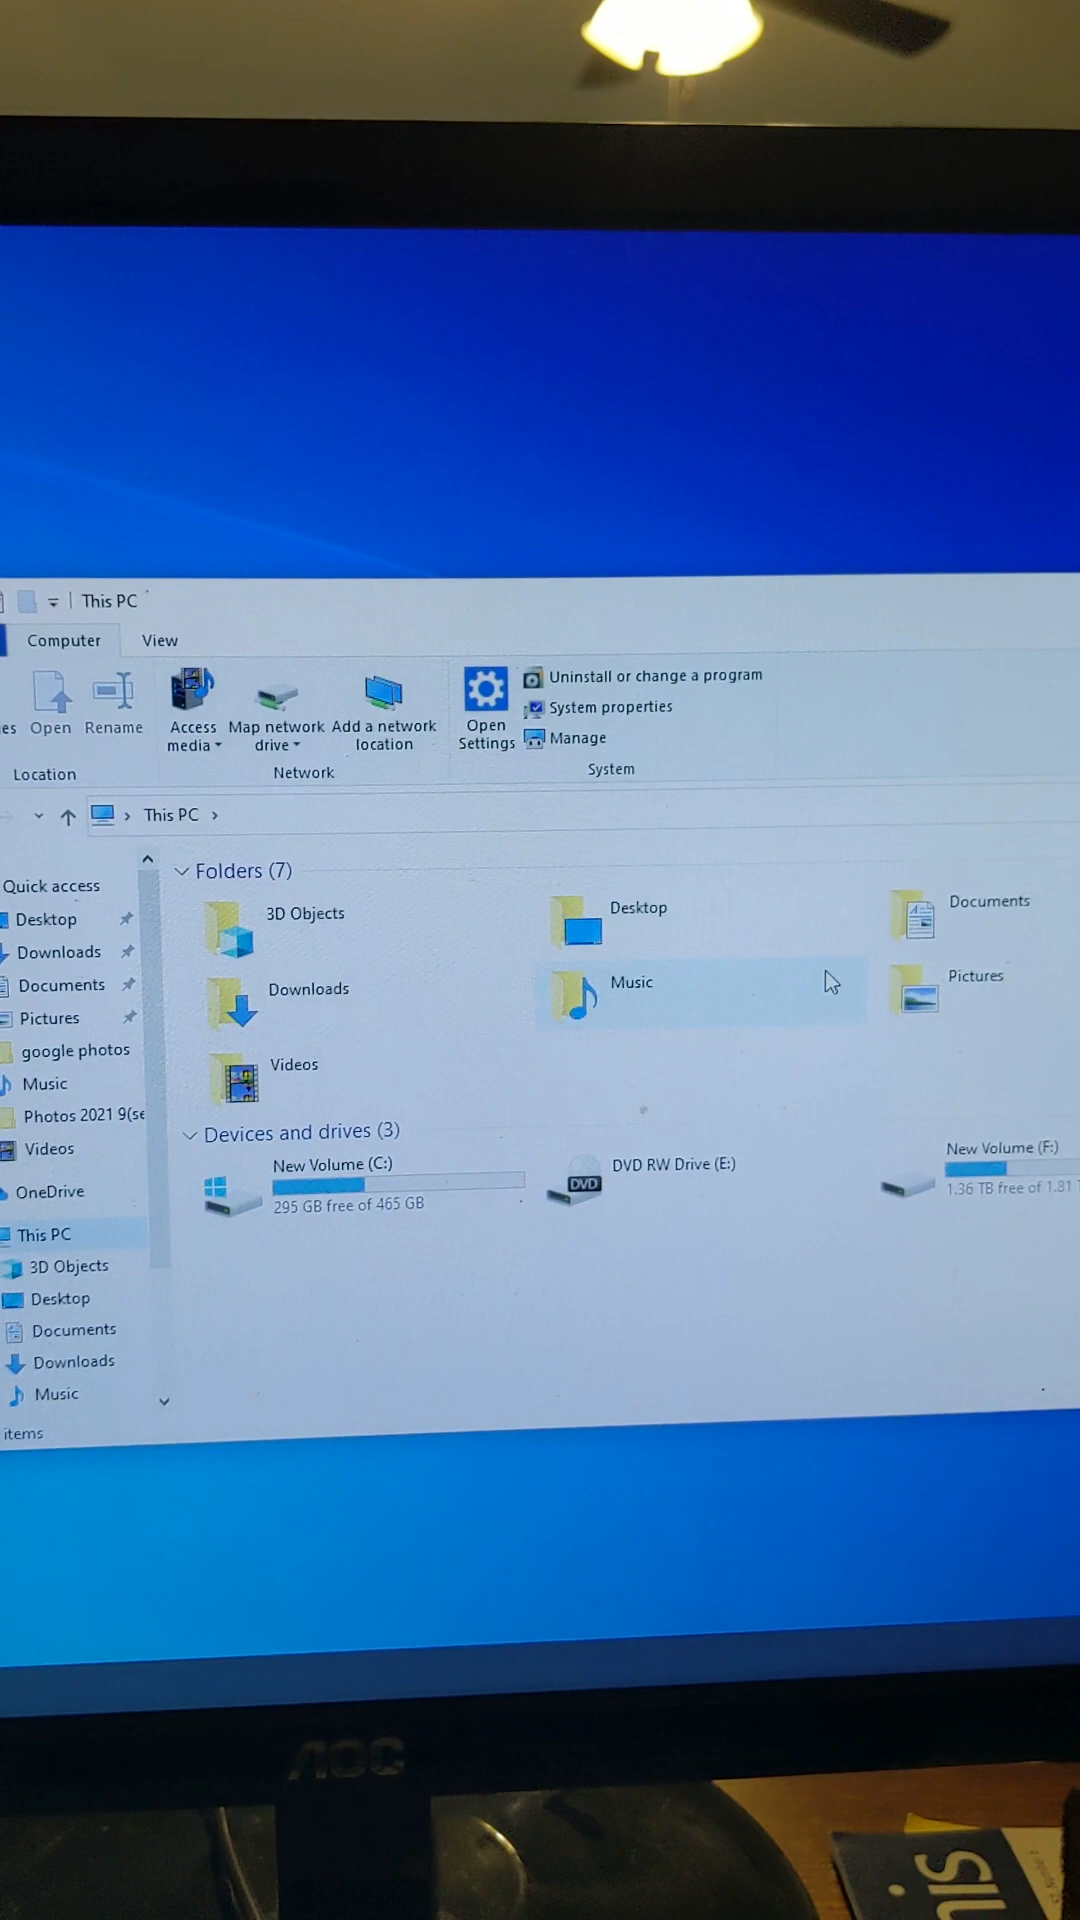 This PC
Computer
View
es
Open
Rename
Access media
Map network drive
Add a network location
Open Settings
Uninstall or change a program
System properties
Manage
Location
Network
System
This PC
Quick access
Desktop
Downloads
Documents
Pictures
google photos
Music
Photos 2021 9(se
Videos
OneDrive
This PC
3D Objects
Desktop
Documents
Downloads
Music
items
Folders (7)
3D Objects
Desktop
Documents
Downloads
Music
Pictures
Videos
Devices and drives (3)
New Volume (C:)
295 GB free of 465 GB
DVD RW Drive (E:)
DVD
New Volume (F:)
1.36 TB free of 1.81 T
AOC